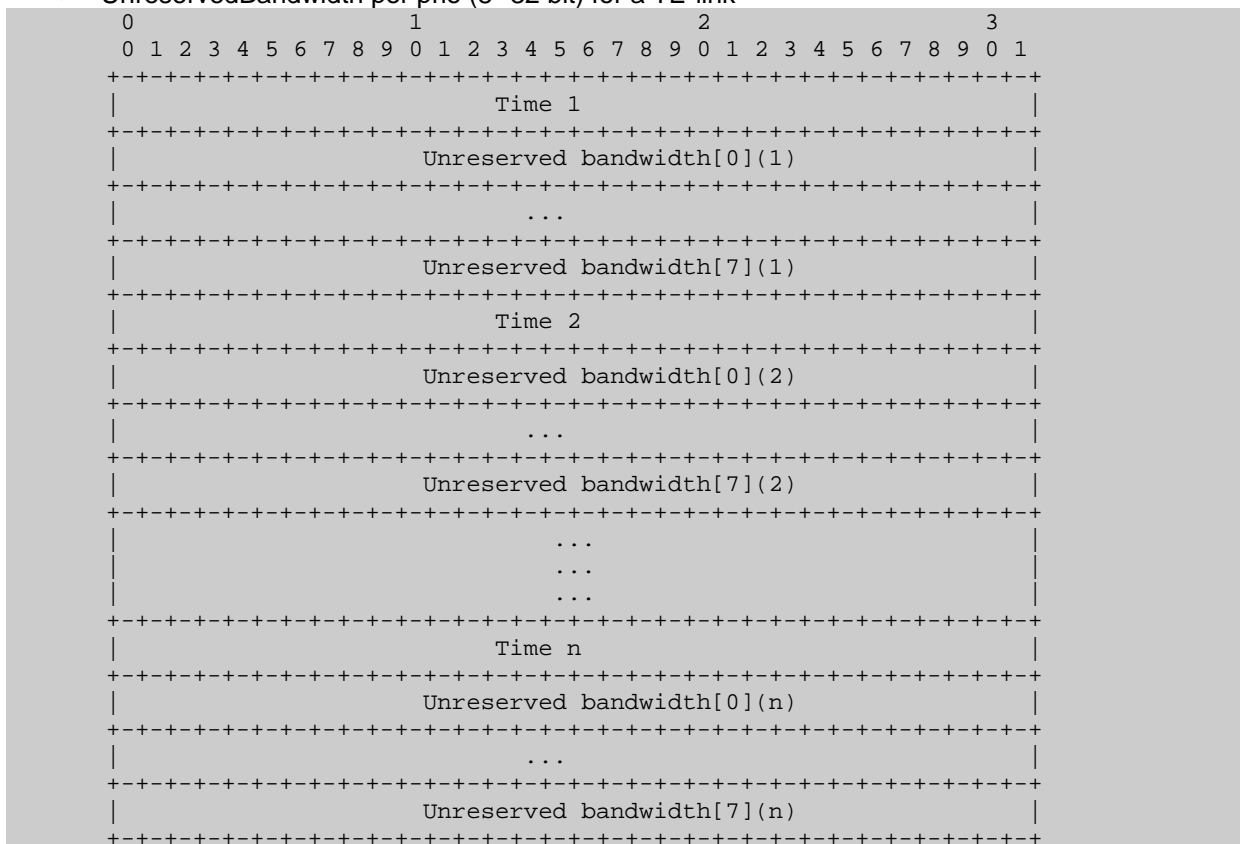 UnreservedBandwidth per prio (8*32 bit) for a TE-link
0                   1                   2                   3
0 1 2 3 4 5 6 7 8 9 0 1 2 3 4 5 6 7 8 9 0 1 2 3 4 5 6 7 8 9 0 1
+-+-+-+-+-+-+-+-+-+-+-+-+-+-+-+-+-+-+-+-+-+-+-+-+-+-+-+-+-+-+-+-+
|                          Time 1                               |
+-+-+-+-+-+-+-+-+-+-+-+-+-+-+-+-+-+-+-+-+-+-+-+-+-+-+-+-+-+-+-+-+
|                     Unreserved bandwidth[0](1)                |
+-+-+-+-+-+-+-+-+-+-+-+-+-+-+-+-+-+-+-+-+-+-+-+-+-+-+-+-+-+-+-+-+
|                            ...                                |
+-+-+-+-+-+-+-+-+-+-+-+-+-+-+-+-+-+-+-+-+-+-+-+-+-+-+-+-+-+-+-+-+
|                     Unreserved bandwidth[7](1)                |
+-+-+-+-+-+-+-+-+-+-+-+-+-+-+-+-+-+-+-+-+-+-+-+-+-+-+-+-+-+-+-+-+
|                          Time 2                               |
+-+-+-+-+-+-+-+-+-+-+-+-+-+-+-+-+-+-+-+-+-+-+-+-+-+-+-+-+-+-+-+-+
|                     Unreserved bandwidth[0](2)                |
+-+-+-+-+-+-+-+-+-+-+-+-+-+-+-+-+-+-+-+-+-+-+-+-+-+-+-+-+-+-+-+-+
|                            ...                                |
+-+-+-+-+-+-+-+-+-+-+-+-+-+-+-+-+-+-+-+-+-+-+-+-+-+-+-+-+-+-+-+-+
|                     Unreserved bandwidth[7](2)                |
+-+-+-+-+-+-+-+-+-+-+-+-+-+-+-+-+-+-+-+-+-+-+-+-+-+-+-+-+-+-+-+-+
|                              ...                              |
|                              ...                              |
|                              ...                              |
+-+-+-+-+-+-+-+-+-+-+-+-+-+-+-+-+-+-+-+-+-+-+-+-+-+-+-+-+-+-+-+-+
|                          Time n                               |
+-+-+-+-+-+-+-+-+-+-+-+-+-+-+-+-+-+-+-+-+-+-+-+-+-+-+-+-+-+-+-+-+
|                     Unreserved bandwidth[0](n)                |
+-+-+-+-+-+-+-+-+-+-+-+-+-+-+-+-+-+-+-+-+-+-+-+-+-+-+-+-+-+-+-+-+
|                            ...                                |
+-+-+-+-+-+-+-+-+-+-+-+-+-+-+-+-+-+-+-+-+-+-+-+-+-+-+-+-+-+-+-+-+
|                     Unreserved bandwidth[7](n)                |
+-+-+-+-+-+-+-+-+-+-+-+-+-+-+-+-+-+-+-+-+-+-+-+-+-+-+-+-+-+-+-+-+